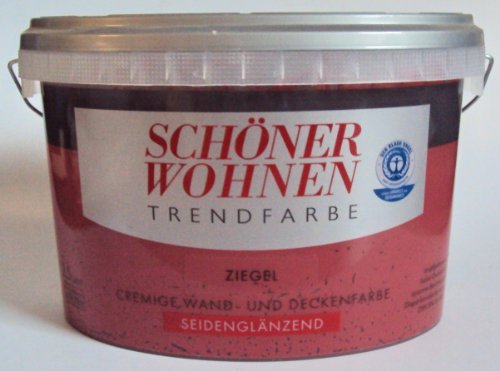 SCHÖNER
WOHNEN
TRENDFARBE
ZIEGEL
CREMIGE WAND- UND DECKENFARBE
SEIDENGLÄNZEND